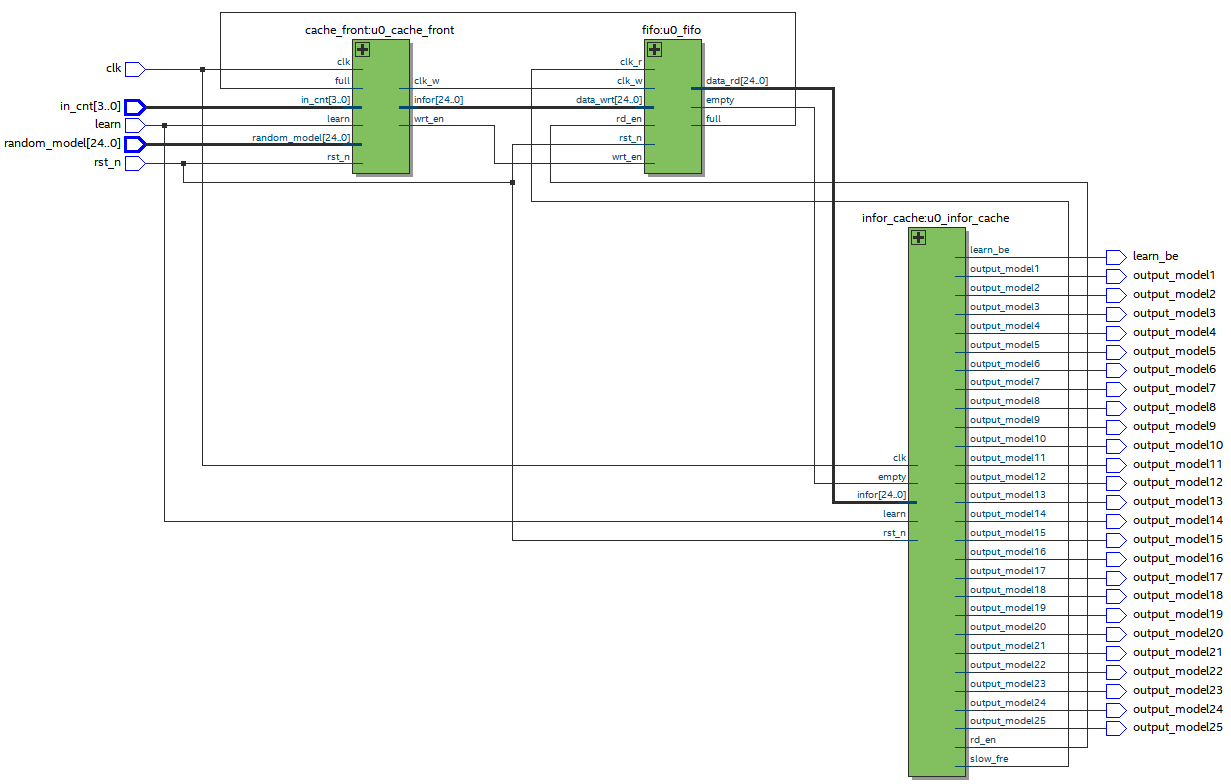 cache_front:u0_cache_front
fifo:u0_fifo
clk
in_cnt[3..0]
learn
random_model[24..0]
rst_n
clk
full
in_cnt[3..0]
learn
random_model[24..0]
rst_n
clk_w
infor[24..0]
wrt_en
clk_r
clk_w
data_wrt[24..0]
rd_en
rst_n
wrt_en
data_rd[24..0]
empty
full
infor_cache:u0_infor_cache
clk
empty
infor[24..0]
learn
rst_n
learn_be
output_model1
output_model2
output_model3
output_model4
output_model5
output_model6
output_model7
output_model8
output_model9
output_model10
output_model11
output_model12
output_model13
output_model14
output_model15
output_model16
output_model17
output_model18
output_model19
output_model20
output_model21
output_model22
output_model23
output_model24
output_model25
rd_en
slow_fre
learn_be
output_model1
output_model2
output_model3
output_model4
output_model5
output_model6
output_model7
output_model8
output_model9
output_model10
output_model11
output_model12
output_model13
output_model14
output_model15
output_model16
output_model17
output_model18
output_model19
output_model20
output_model21
output_model22
output_model23
output_model24
output_model25